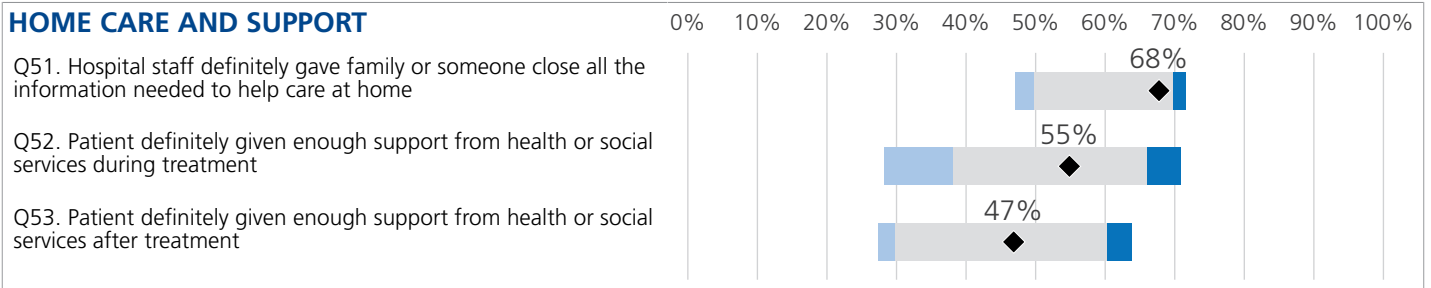 HOME CARE AND SUPPORT
0% 10% 20% 30% 40% 50% 60% 70% 80% 90% 100%
Q51. Hospital staff definitely gave family or someone close all the
information needed to help care at home
68%
Q52. Patient definitely given enough support from health or social
services during treatment
55%
Q53. Patient definitely given enough support from health or social
services after treatment
47%